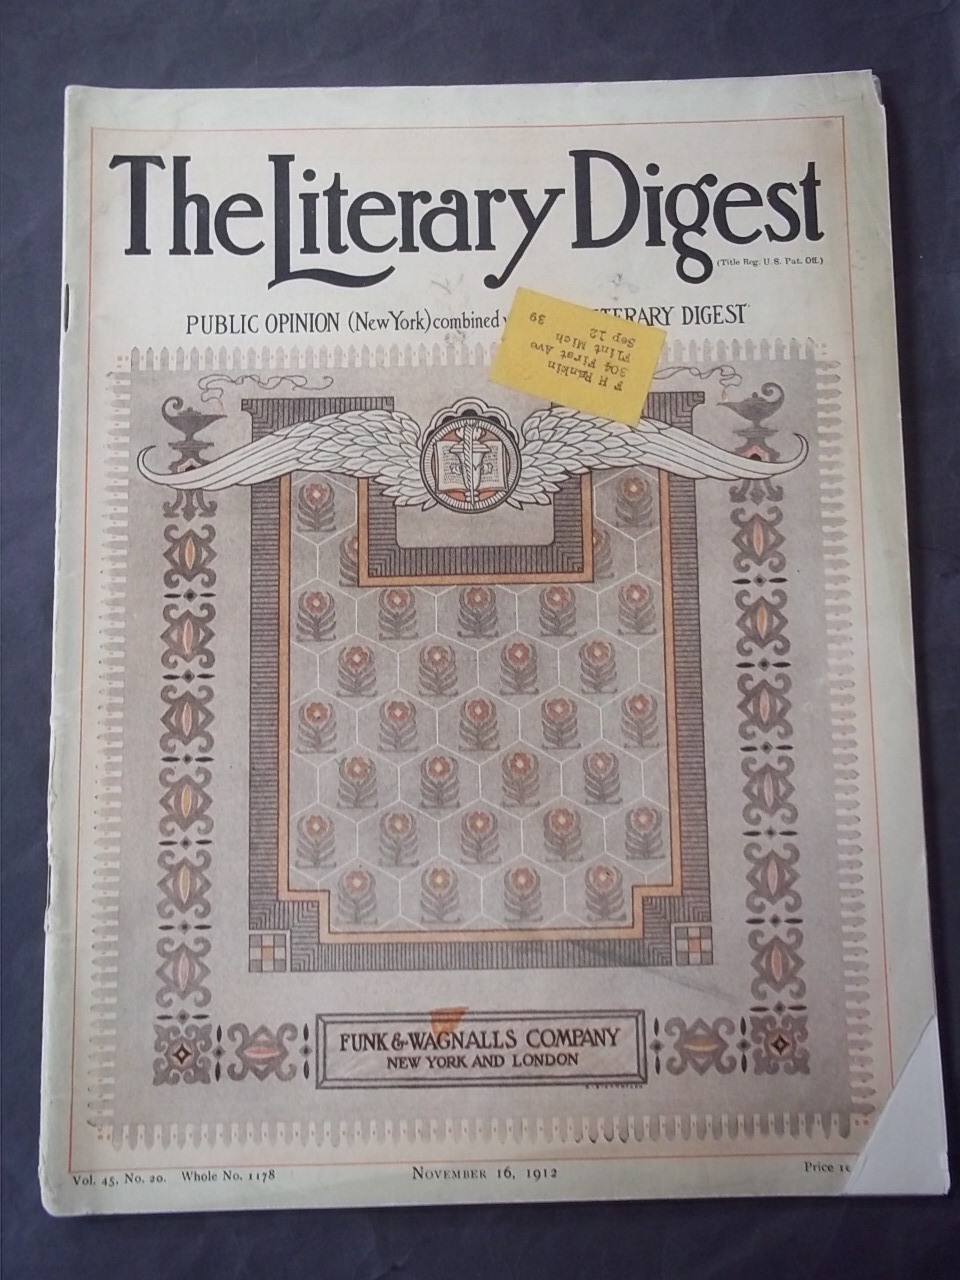 The Literary Digest
(Title Reg. U. S. Pat. Off.)
PUBLIC OPINION (New York) combined LITERARY DIGEST
F H Rankin
304 First Ave
Flint Mich
Sep 12 39
FUNK & WAGNALLS COMPANY
NEW YORK AND LONDON
Vol. 45, No. 20. Whole No. 1178
NOVEMBER 16, 1912
Price